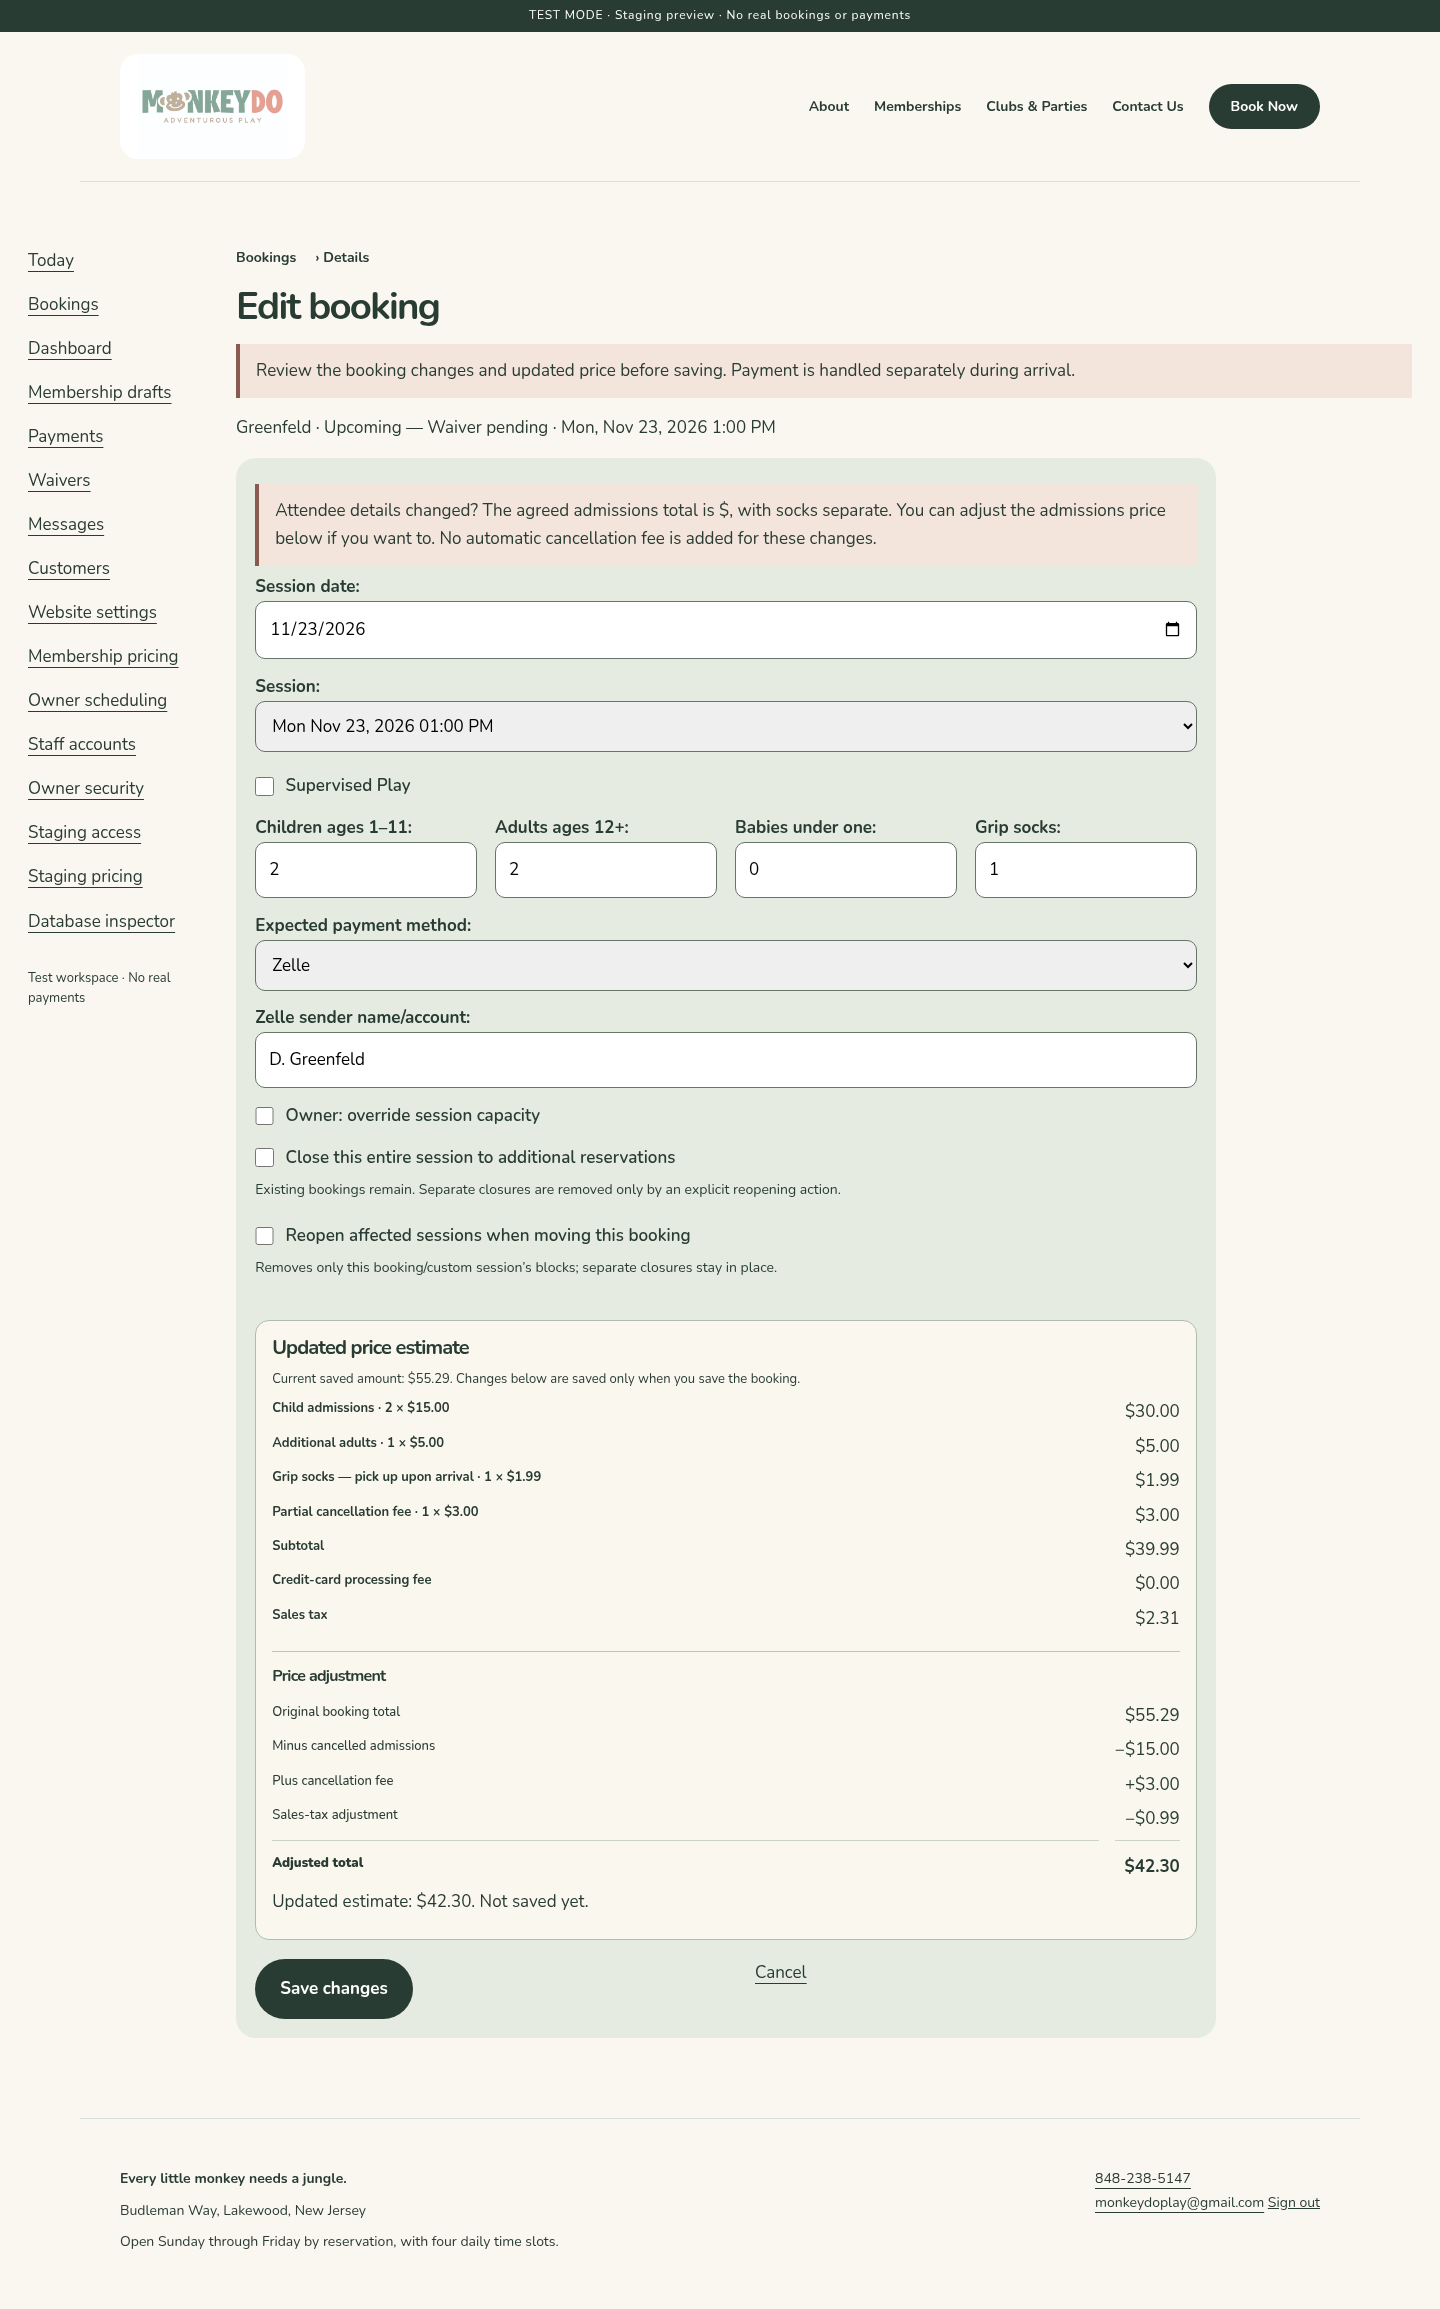 TEST MODE · Staging preview · No real bookings or payments
MONKEYDO
ADVENTUROUS PLAY
About Memberships Clubs & Parties Contact Us Book Now
Today
Bookings
Dashboard
Membership drafts
Payments
Waivers
Messages
Customers
Website settings
Membership pricing
Owner scheduling
Staff accounts
Owner security
Staging access
Staging pricing
Database inspector
Test workspace · No real
payments
Bookings › Details
Edit booking
Review the booking changes and updated price before saving. Payment is handled separately during arrival.
Greenfeld · Upcoming — Waiver pending · Mon, Nov 23, 2026 1:00 PM
Attendee details changed? The agreed admissions total is $, with socks separate. You can adjust the admissions price
below if you want to. No automatic cancellation fee is added for these changes.
Session date:
11/23/2026
Session:
Mon Nov 23, 2026 01:00 PM
Supervised Play
Children ages 1–11: Adults ages 12+: Babies under one: Grip socks:
2 2 0 1
Expected payment method:
Zelle
Zelle sender name/account:
D. Greenfeld
Owner: override session capacity
Close this entire session to additional reservations
Existing bookings remain. Separate closures are removed only by an explicit reopening action.
Reopen affected sessions when moving this booking
Removes only this booking/custom session’s blocks; separate closures stay in place.
Updated price estimate
Current saved amount: $55.29. Changes below are saved only when you save the booking.
Child admissions · 2 × $15.00 $30.00
Additional adults · 1 × $5.00 $5.00
Grip socks — pick up upon arrival · 1 × $1.99 $1.99
Partial cancellation fee · 1 × $3.00 $3.00
Subtotal $39.99
Credit-card processing fee $0.00
Sales tax $2.31
Price adjustment
Original booking total $55.29
Minus cancelled admissions −$15.00
Plus cancellation fee +$3.00
Sales-tax adjustment −$0.99
Adjusted total $42.30
Updated estimate: $42.30. Not saved yet.
Save changes Cancel
Every little monkey needs a jungle.
Budleman Way, Lakewood, New Jersey
Open Sunday through Friday by reservation, with four daily time slots.
848-238-5147
monkeydoplay@gmail.com Sign out